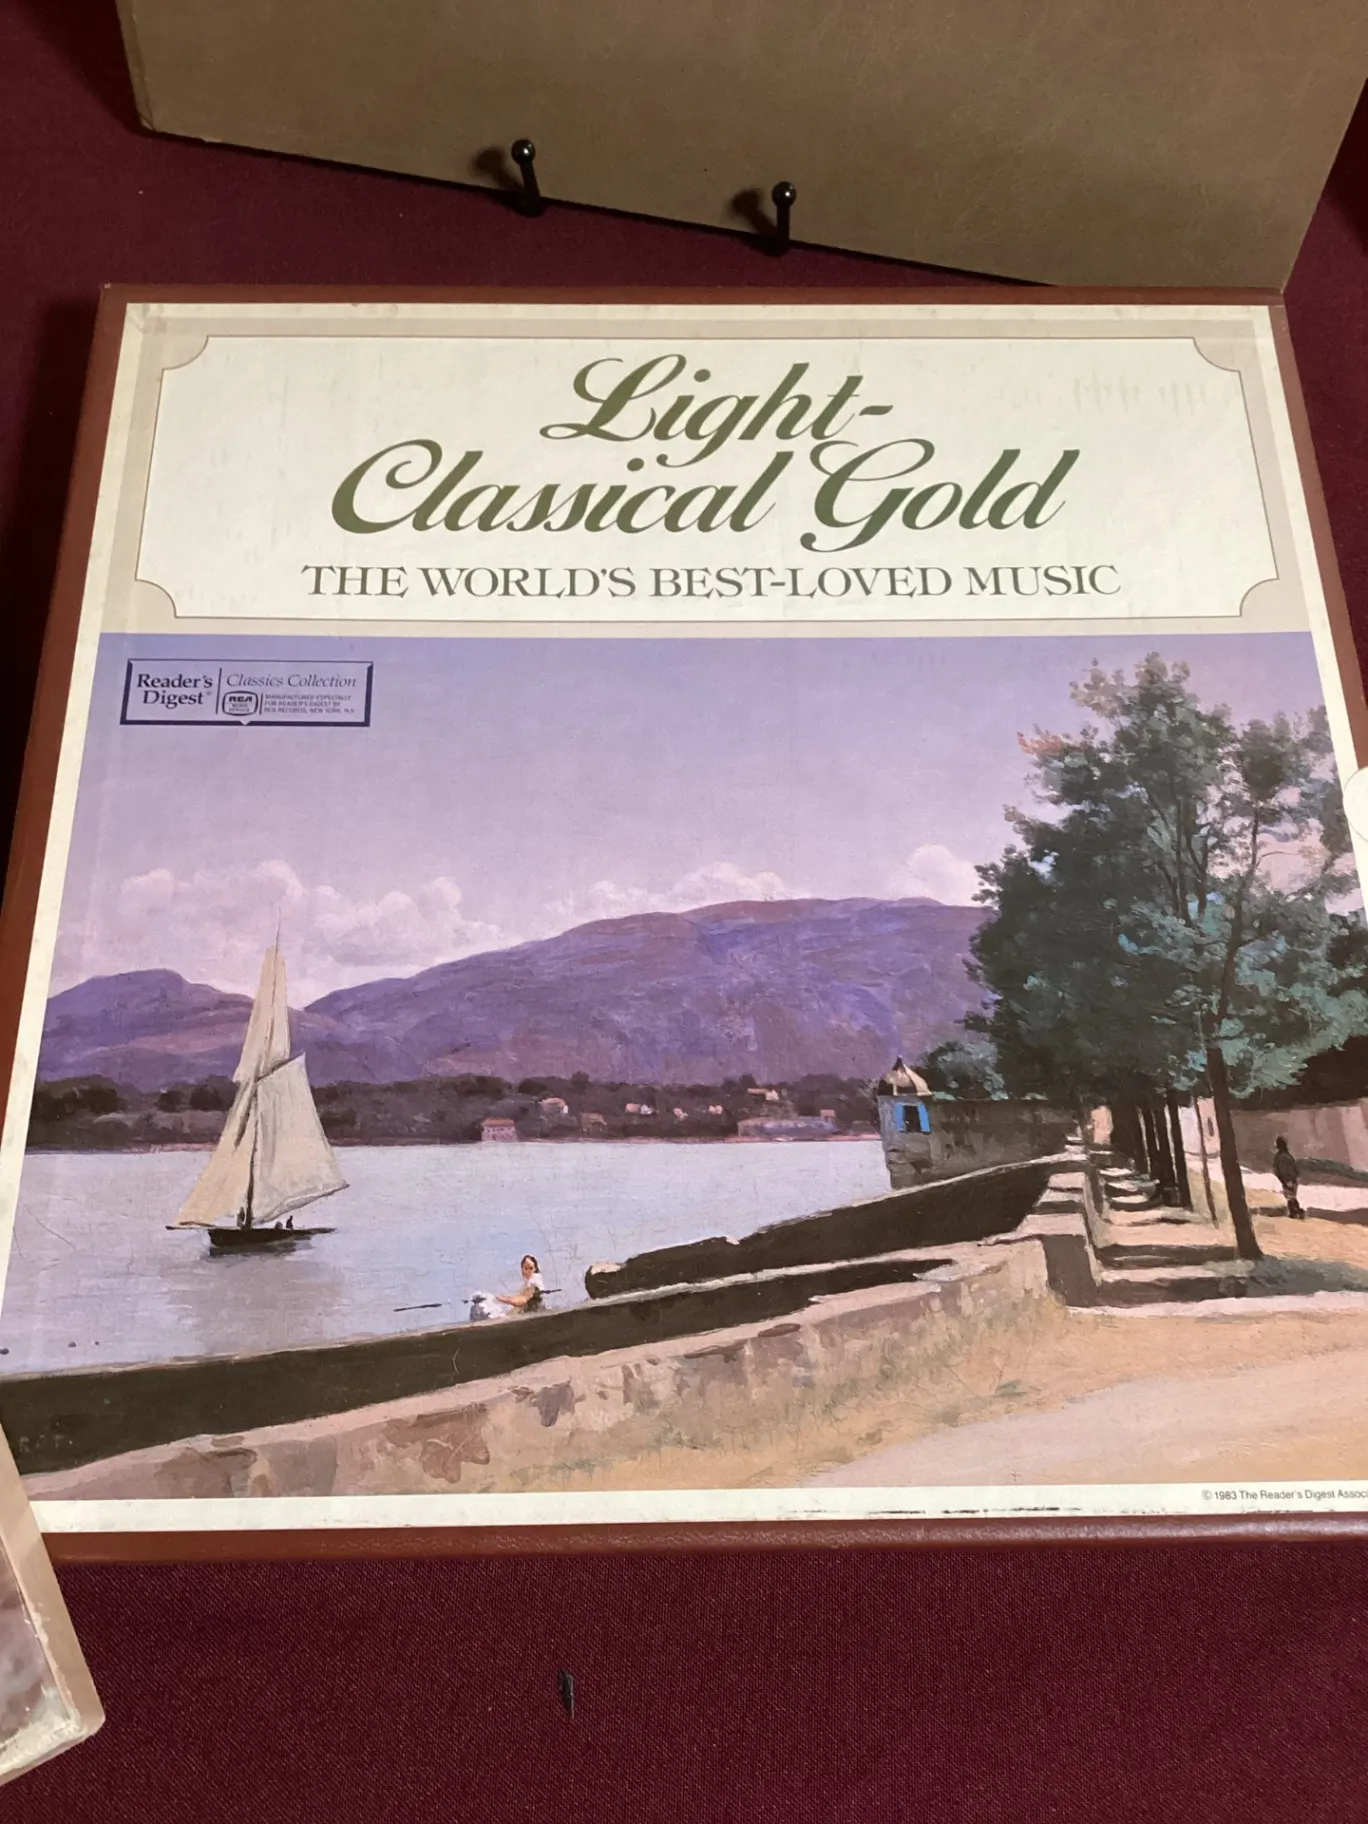 Light-
Classical Gold
THE WORLD'S BEST-LOVED MUSIC
Reader's
Digest®
Classics Collection
RCA
MANUFACTURED ESPECIALLY
FOR READER'S DIGEST BY
RCA RECORDS, NEW YORK, N.Y.
© 1983 The Reader's Digest Assoc